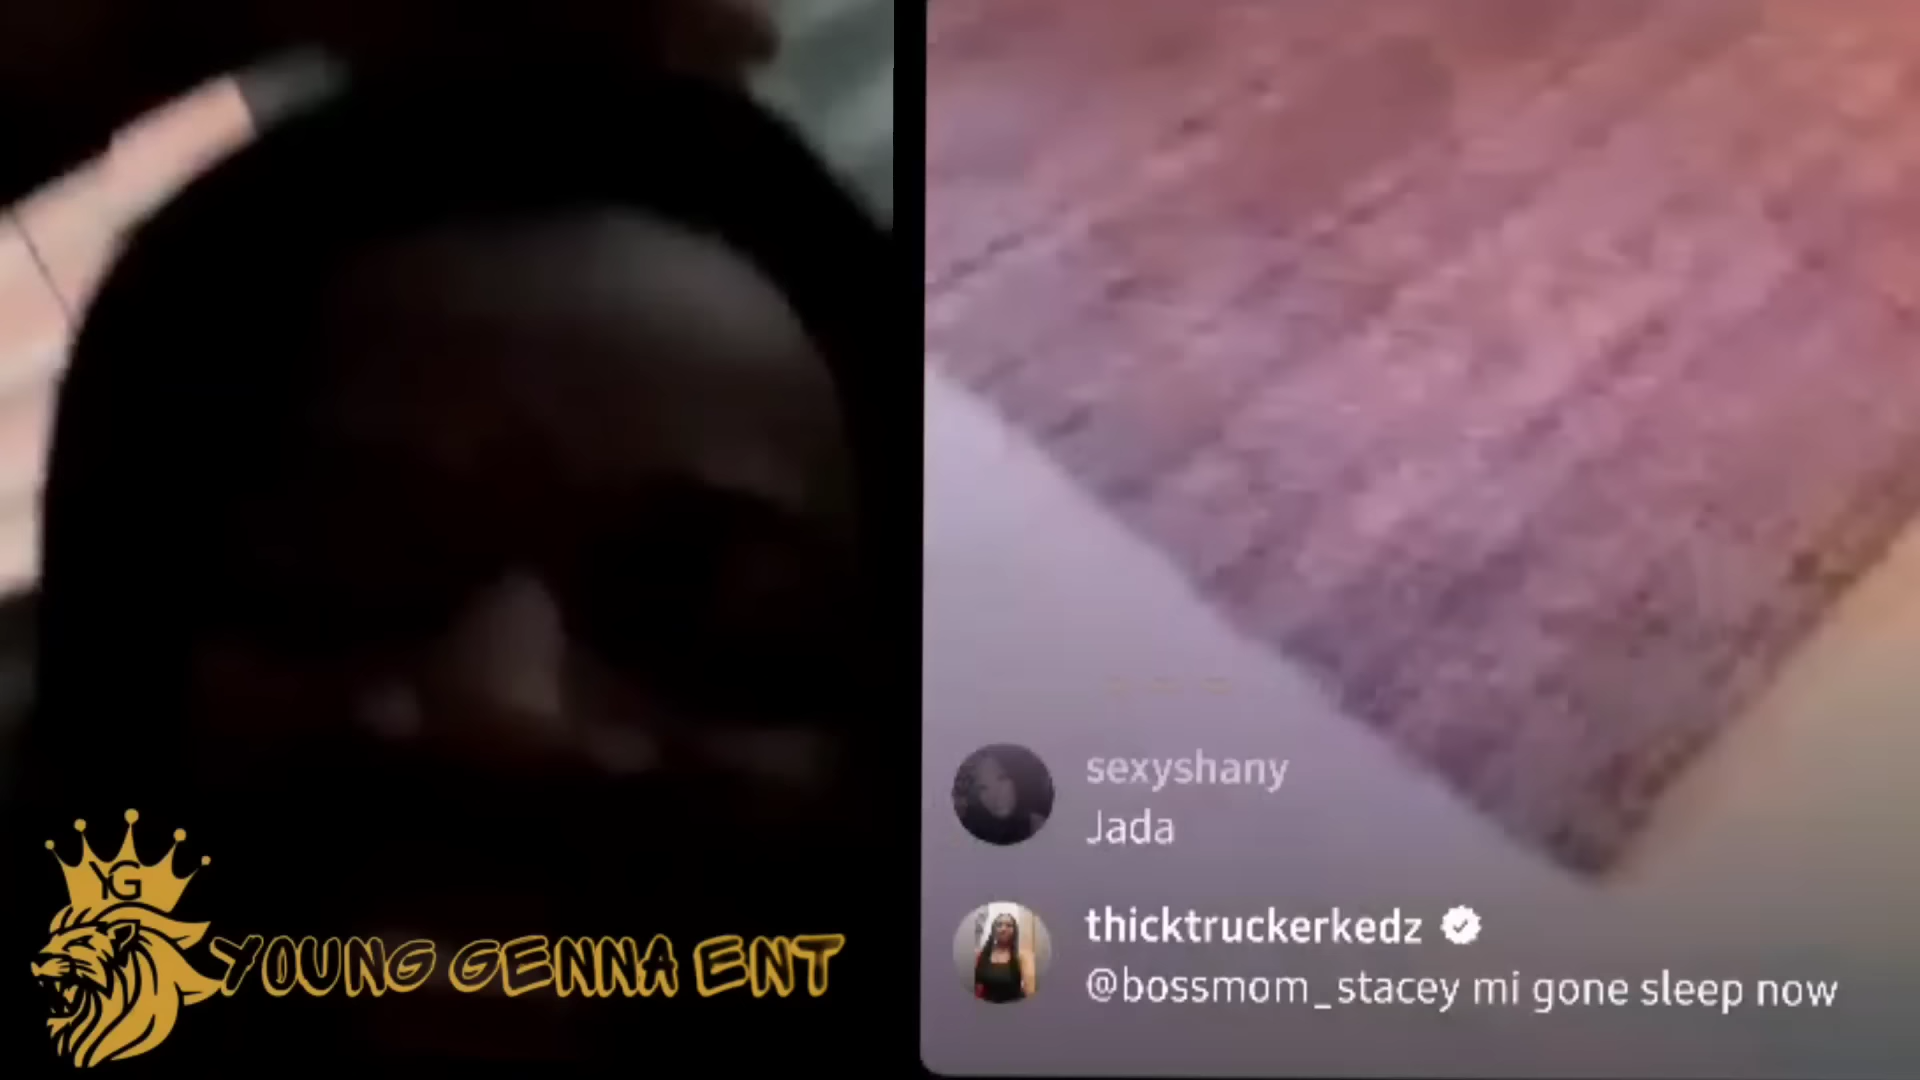 YG
YOUNG GENNA ENT
sexyshany
Jada
thicktruckerkedz
@bossmom_stacey mi gone sleep now